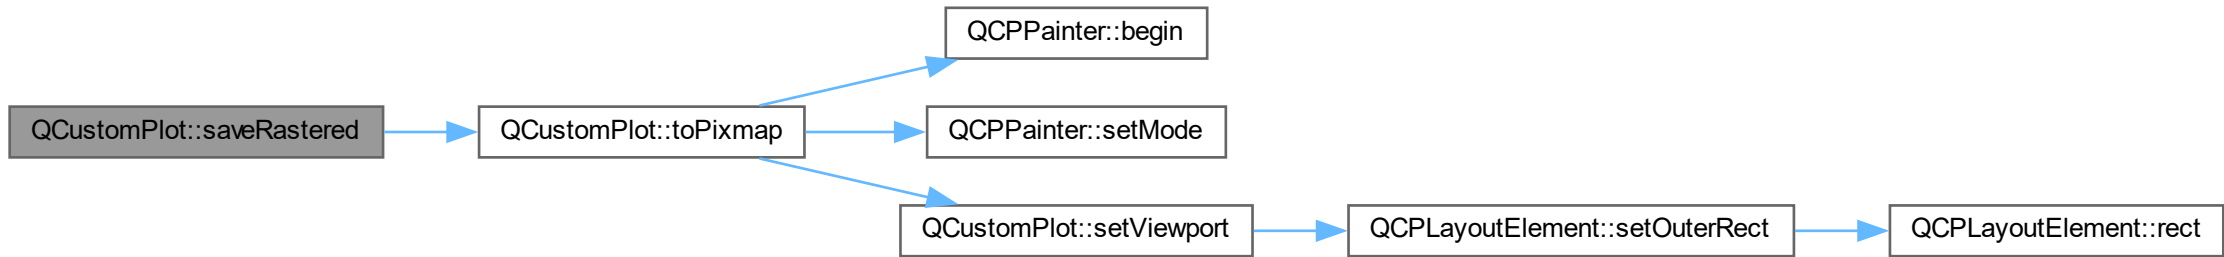 QCPPainter::begin
QCustomPlot::saveRastered
QCustomPlot::toPixmap
QCPPainter::setMode
QCustomPlot::setViewport
QCPLayoutElement::setOuterRect
QCPLayoutElement::rect